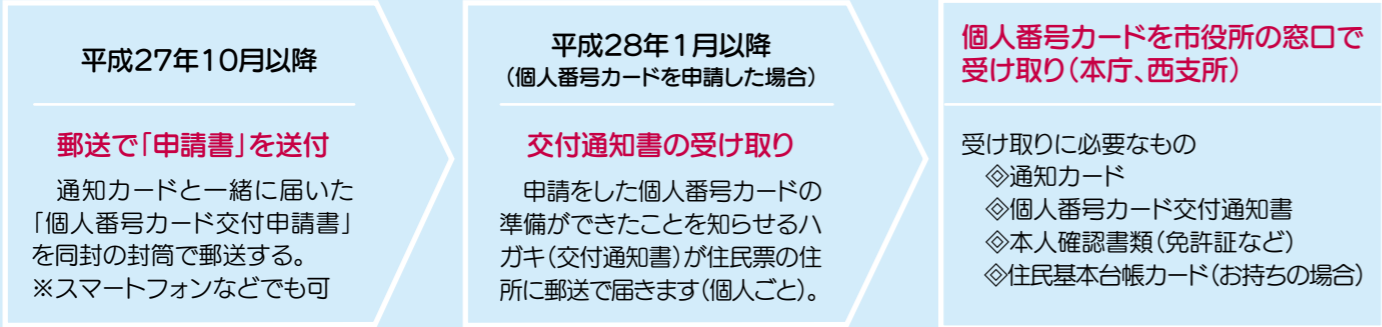 平成27年10月以降
郵送で「申請書」を送付
通知カードと一緒に届いた
「個人番号カード交付申請書」
を同封の封筒で郵送する。
※スマートフォンなどでも可
平成28年1月以降
（個人番号カードを申請した場合）
交付通知書の受け取り
申請をした個人番号カードの
準備ができたことを知らせるハ
ガキ（交付通知書）が住民票の住
所に郵送で届きます（個人ごと）。
個人番号カードを市役所の窓口で
受け取り（本庁、西支所）
受け取りに必要なもの
◈通知カード
◈個人番号カード交付通知書
◈本人確認書類（免許証など）
◈住民基本台帳カード（お持ちの場合）